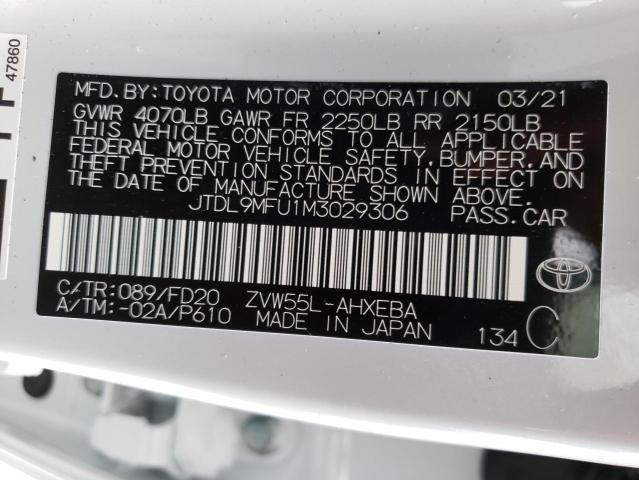 47860
MFD. BY: TOYOTA MOTOR CORPORATION 03/21
GVWR 4070LB GAWR FR 2250LB RR 2150LB
THIS VEHICLE CONFORMS TO ALL APPLICABLE
FEDERAL MOTOR VEHICLE SAFETY, BUMPER, AND
THEFT PREVENTION STANDARDS IN EFFECT ON
THE DATE OF MANUFACTURE SHOWN ABOVE.
JTDL9MFU1M3029306 PASS. CAR
C/TR: 089/FD20 ZVW55L-AHXEBA
A/TM: -02A/P610 MADE IN JAPAN 134 C